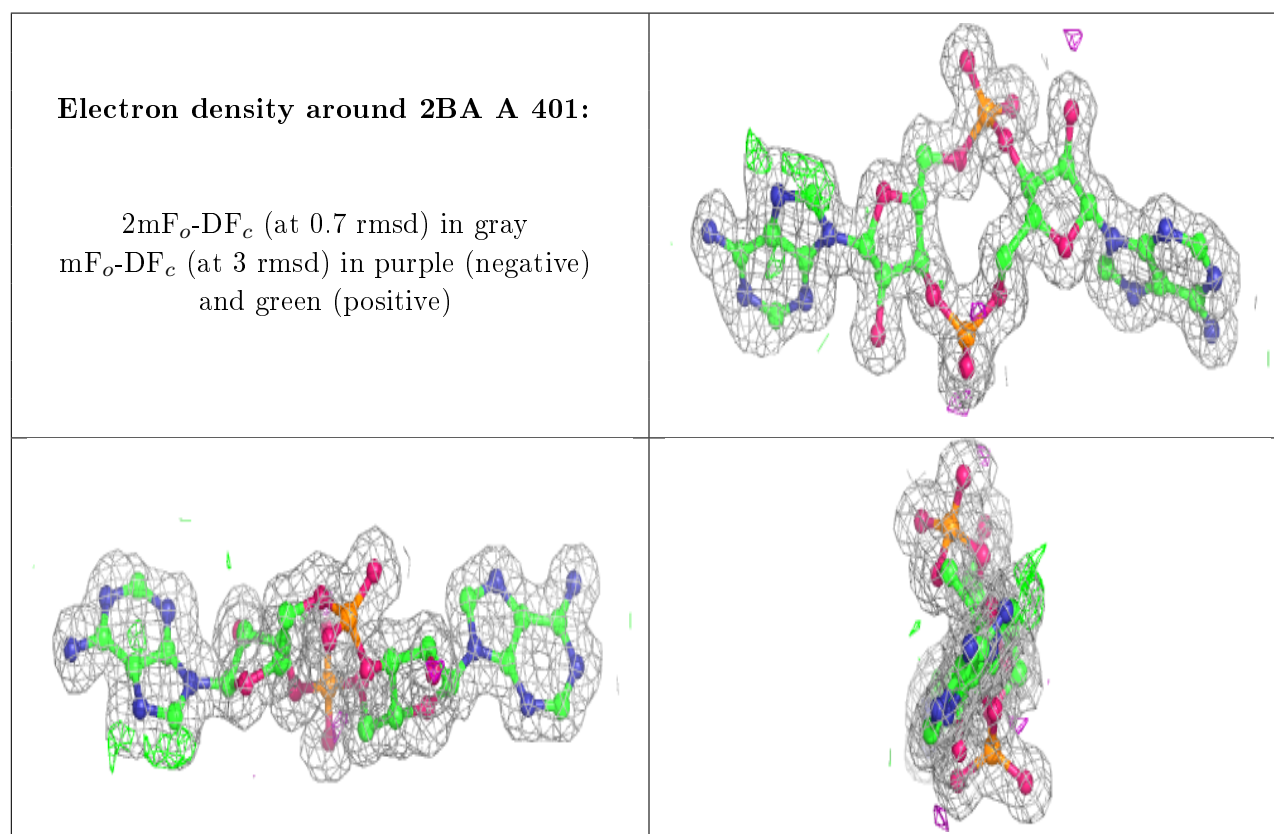 Electron density around 2BA A 401:
2mFo-DFc (at 0.7 rmsd) in gray
mFo-DFc (at 3 rmsd) in purple (negative)
and green (positive)